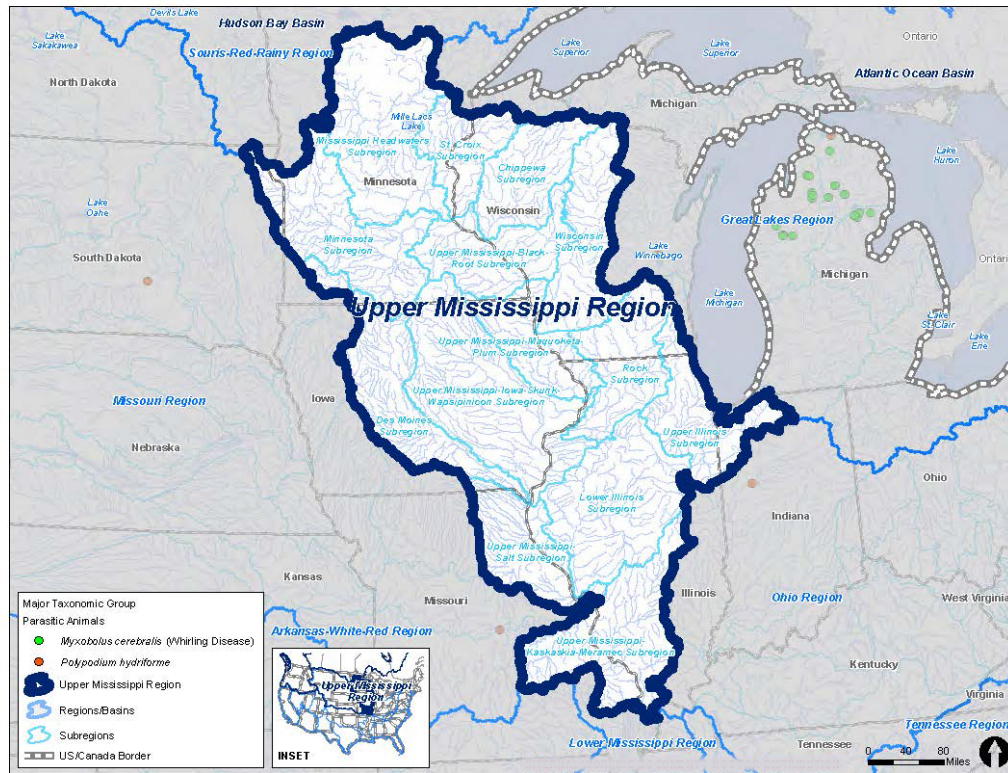 Devils Lake
Hudson Bay Basin
Lake
Sakakawea
Souris-Red-Rainy Region
North Dakota
Lake
Superior
Lake
Superior
Ontario
Atlantic Ocean Basin
Michigan
Mille Lacs
Lake
Mississippi Headwaters
Subregion
St. Croix
Subregion
Chippewa
Subregion
Minnesota
Wisconsin
Lake
Huron
Lake
Oahe
Great Lakes Region
Minnesota
Subregion
Upper Mississippi-Black-
Root Subregion
Wisconsin
Subregion
Lake
Winnebago
South Dakota
Michigan
Ontario
Lake
Michigan
Upper Mississippi Region
Lake
St. Clair
Lake
Erie
Upper Mississippi-Maquoketa-
Plum Subregion
Rock
Subregion
Missouri Region
Iowa
Upper Mississippi-Iowa-Skunk-
Wapsipinicon Subregion
Des Moines
Subregion
Upper Illinois
Subregion
Nebraska
Ohio
Lower Illinois
Subregion
Indiana
Upper Mississippi-
Salt Subregion
Kansas
Missouri
Illinois
Ohio Region
West Virginia
Arkansas-White-Red Region
Upper Mississippi-
Kaskaskia-Meramec Subregion
Kentucky
Virginia
Tennessee Region
Lower Mississippi Region
Tennessee
Major Taxonomic Group
Parasitic Animals
Myxobolus cerebralis (Whirling Disease)
Polypodium hydriforme
Upper Mississippi Region
Regions/Basins
Subregions
US/Canada Border
Upper Mississippi
Region
INSET
0 40 80
Miles